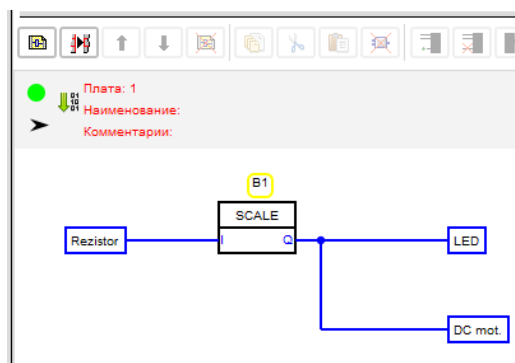 Плата: 1
Наименование:
Комментарии:
B1
SCALE
Rezistor
I
Q
LED
DC mot.